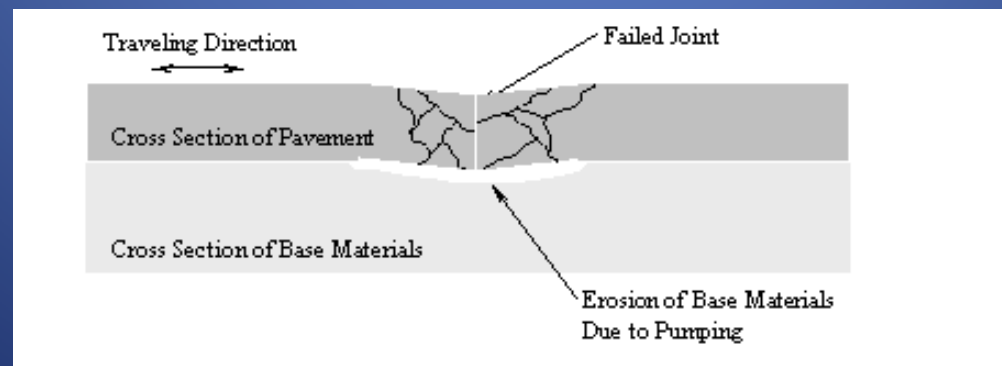 Failed Joint
Traveling Direction
Cross Section of Pavement
Cross Section of Base Materials
Erosion of Base Materials
Due to Pumping